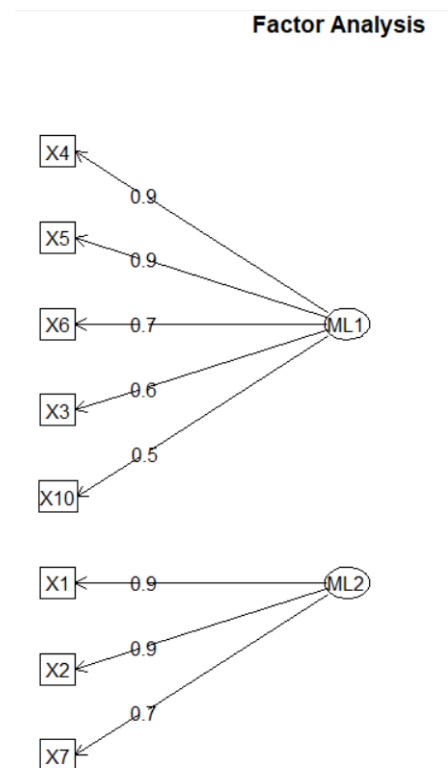 Factor Analysis
X4
0.9
X5
0.9
X6
0.7
ML1
0.6
X3
0.5
X10
X1
0.9
ML2
0.9
X2
0.7
X7